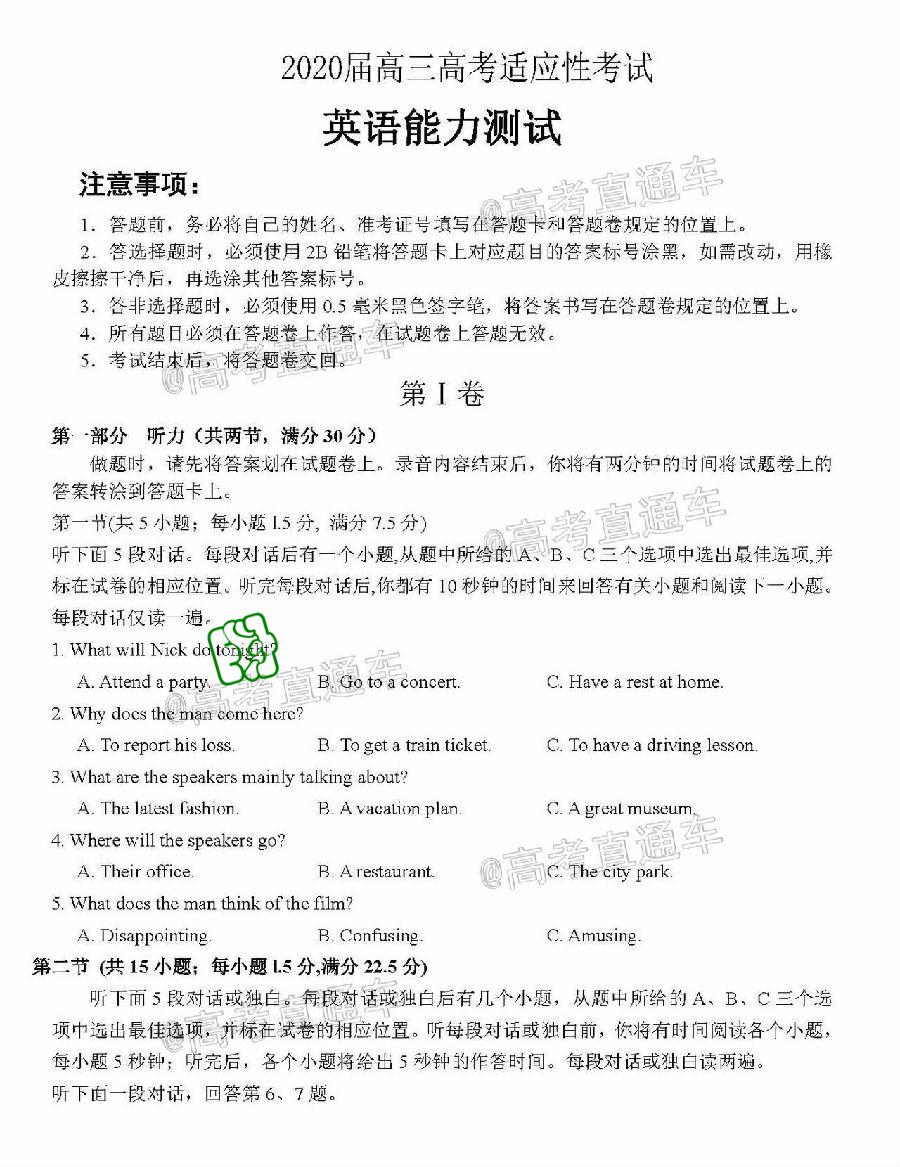 2020届高三高考适应性考试
英语能力测试
注意事项：
@高考直通车
1．答题前，务必将自己的姓名、准考证号填写在答题卡和答题卷规定的位置上。
2．答选择题时，必须使用2B铅笔将答题卡上对应题目的答案标号涂黑，如需改动，用橡
皮擦擦干净后，再选涂其他答案标号。
3．答非选择题时，必须使用0.5毫米黑色签字笔，将答案书写在答题卷规定的位置上。
4．所有题目必须在答题卷上作答，在试题卷上答题无效。
5．考试结束后，将答题卷交回。
@高考直通车
第Ⅰ卷
第一部分 听力（共两节，满分30分）
做题时，请先将答案划在试题卷上。录音内容结束后，你将有两分钟的时间将试题卷上的
答案转涂到答题卡上。
第一节(共5小题；每小题1.5分, 满分7.5分)
@高考直通车
听下面5段对话。每段对话后有一个小题,从题中所给的A、B、C三个选项中选出最佳选项,并
标在试卷的相应位置。听完每段对话后,你都有10秒钟的时间来回答有关小题和阅读下一小题。
每段对话仅读一遍。
1. What will Nick do tonight?
A. Attend a party. B. Go to a concert. C. Have a rest at home.
@高考直通车
2. Why does the man come here?
A. To report his loss. B. To get a train ticket. C. To have a driving lesson.
3. What are the speakers mainly talking about?
A. The latest fashion. B. A vacation plan. C. A great museum.
4. Where will the speakers go?
A. Their office. B. A restaurant. C. The city park.
@高考直通车
5. What does the man think of the film?
A. Disappointing. B. Confusing. C. Amusing.
第二节 (共15小题；每小题1.5分,满分22.5分)
听下面5段对话或独白。每段对话或独白后有几个小题，从题中所给的A、B、C三个选
项中选出最佳选项，并标在试卷的相应位置。听每段对话或独白前，你将有时间阅读各个小题，
@高考直通车
每小题5秒钟；听完后，各个小题将给出5秒钟的作答时间。每段对话或独白读两遍。
听下面一段对话，回答第6、7题。